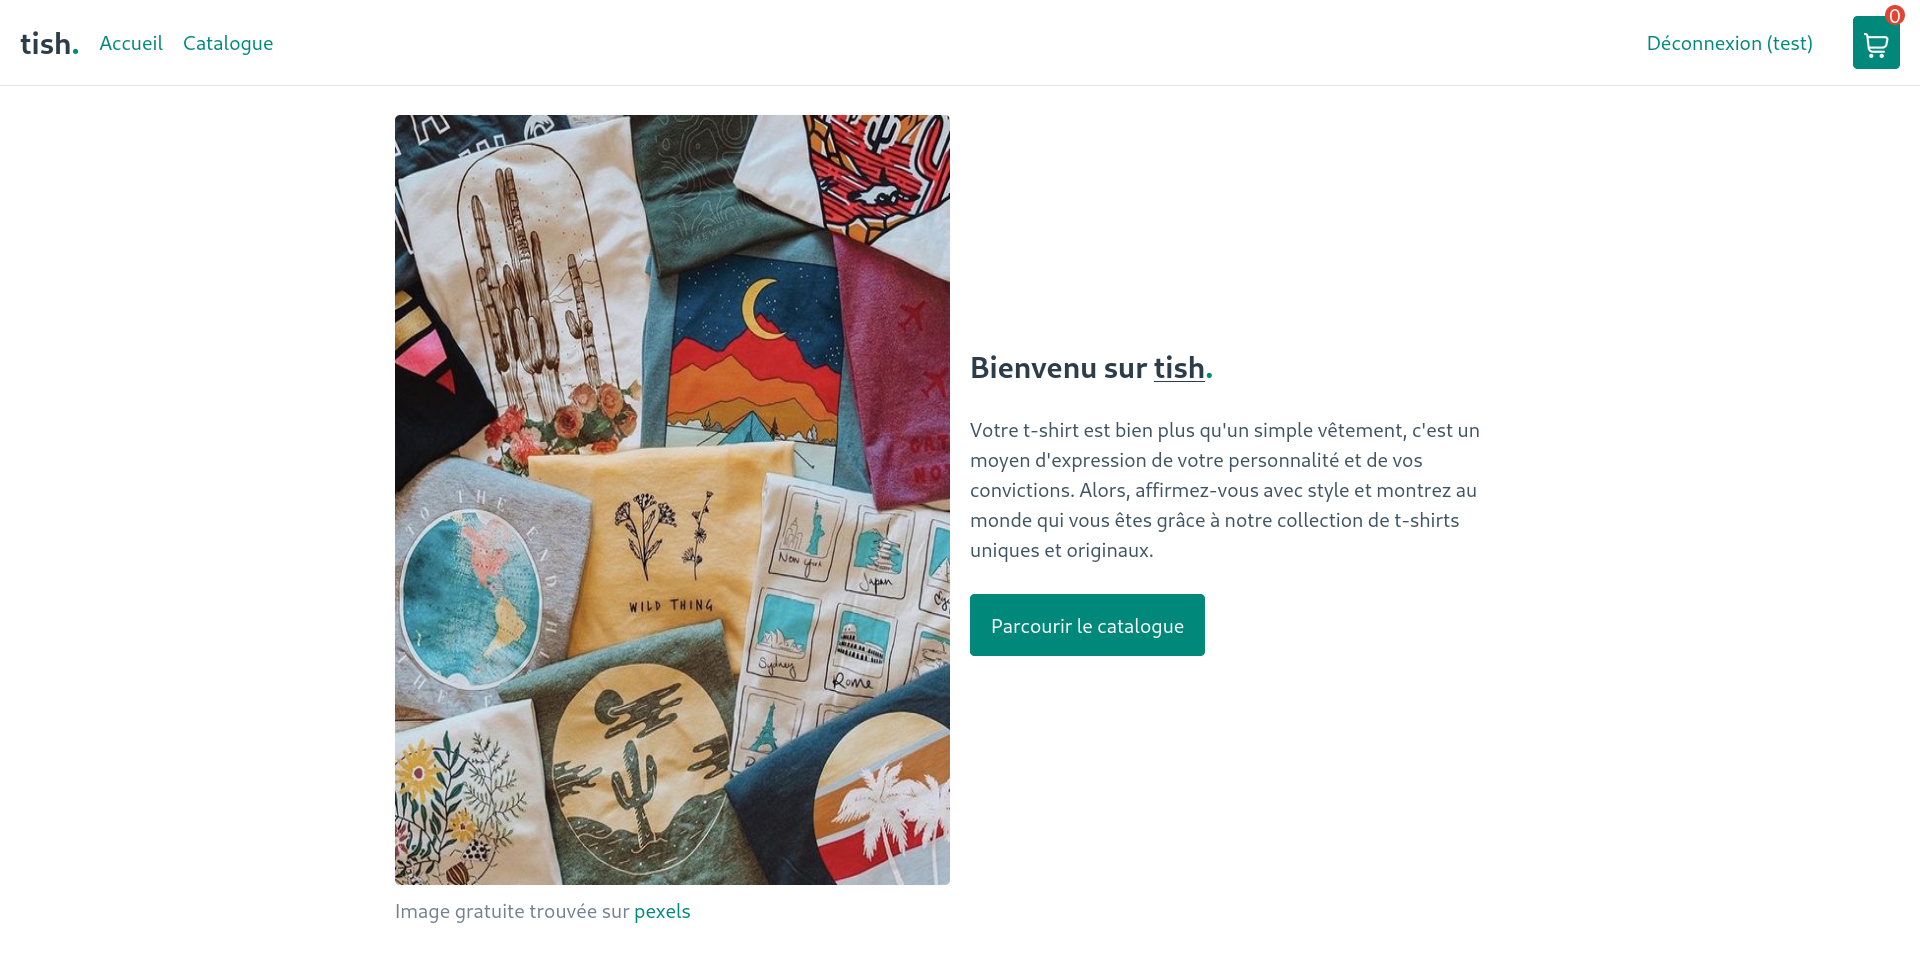 tish.
Accueil
Catalogue
Déconnexion (test)
0
THE END
TO
WILD THING
New York
Japan
Sydney
Rome
Bienvenu sur tish.
Votre t-shirt est bien plus qu'un simple vêtement, c'est un
moyen d'expression de votre personnalité et de vos
convictions. Alors, affirmez-vous avec style et montrez au
monde qui vous êtes grâce à notre collection de t-shirts
uniques et originaux.
Parcourir le catalogue
Image gratuite trouvée sur pexels